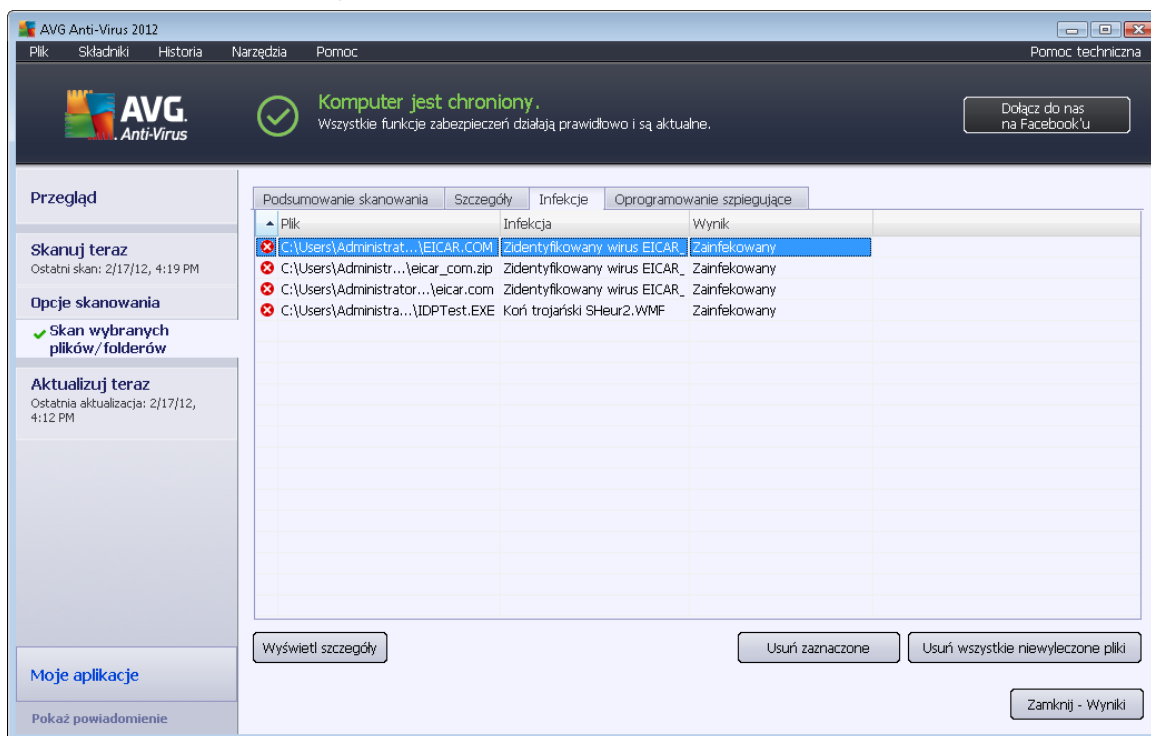 AVG Anti-Virus 2012
Plik Składniki Historia Narzędzia Pomoc Pomoc techniczna
AVG.
Anti-Virus
Komputer jest chroniony.
Wszystkie funkcje zabezpieczeń działają prawidłowo i są aktualne.
Dołącz do nas
na Facebook'u
Przegląd
Skanuj teraz
Ostatni skan: 2/17/12, 4:19 PM
Opcje skanowania
Skan wybranych
plików/folderów
Aktualizuj teraz
Ostatnia aktualizacja: 2/17/12,
4:12 PM
Moje aplikacje
Pokaż powiadomienie
Podsumowanie skanowania Szczegóły Infekcje Oprogramowanie szpiegujące
Plik Infekcja Wynik
C:\Users\Administrat...\EICAR.COM Zidentyfikowany wirus EICAR_ Zainfekowany
C:\Users\Administr...\eicar_com.zip Zidentyfikowany wirus EICAR_ Zainfekowany
C:\Users\Administrator...\eicar.com Zidentyfikowany wirus EICAR_ Zainfekowany
C:\Users\Administra...\IDPTest.EXE Koń trojański SHeur2.WMF Zainfekowany
Wyświetl szczegóły Usuń zaznaczone Usuń wszystkie niewyleczone pliki
Zamknij - Wyniki